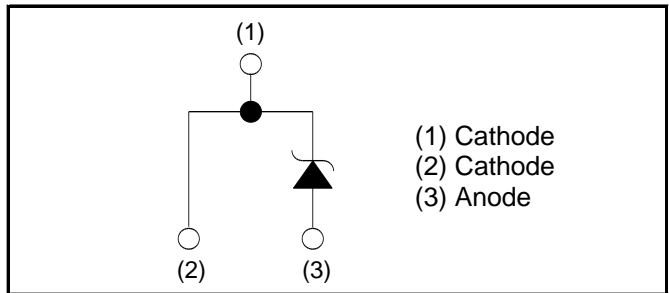 (1)
(1) Cathode
(2) Cathode
(3) Anode
(2) (3)